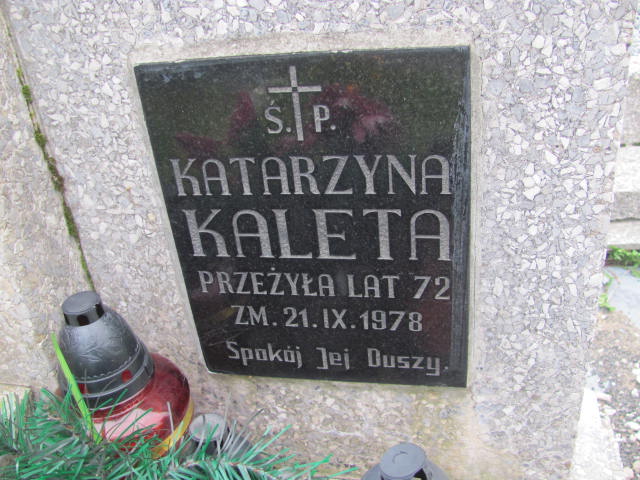 Ś. P.
KATARZYNA
KALETA
PRZEŻYŁA LAT 72
ZM. 21. IX. 1978
Spokój Jej Duszy.